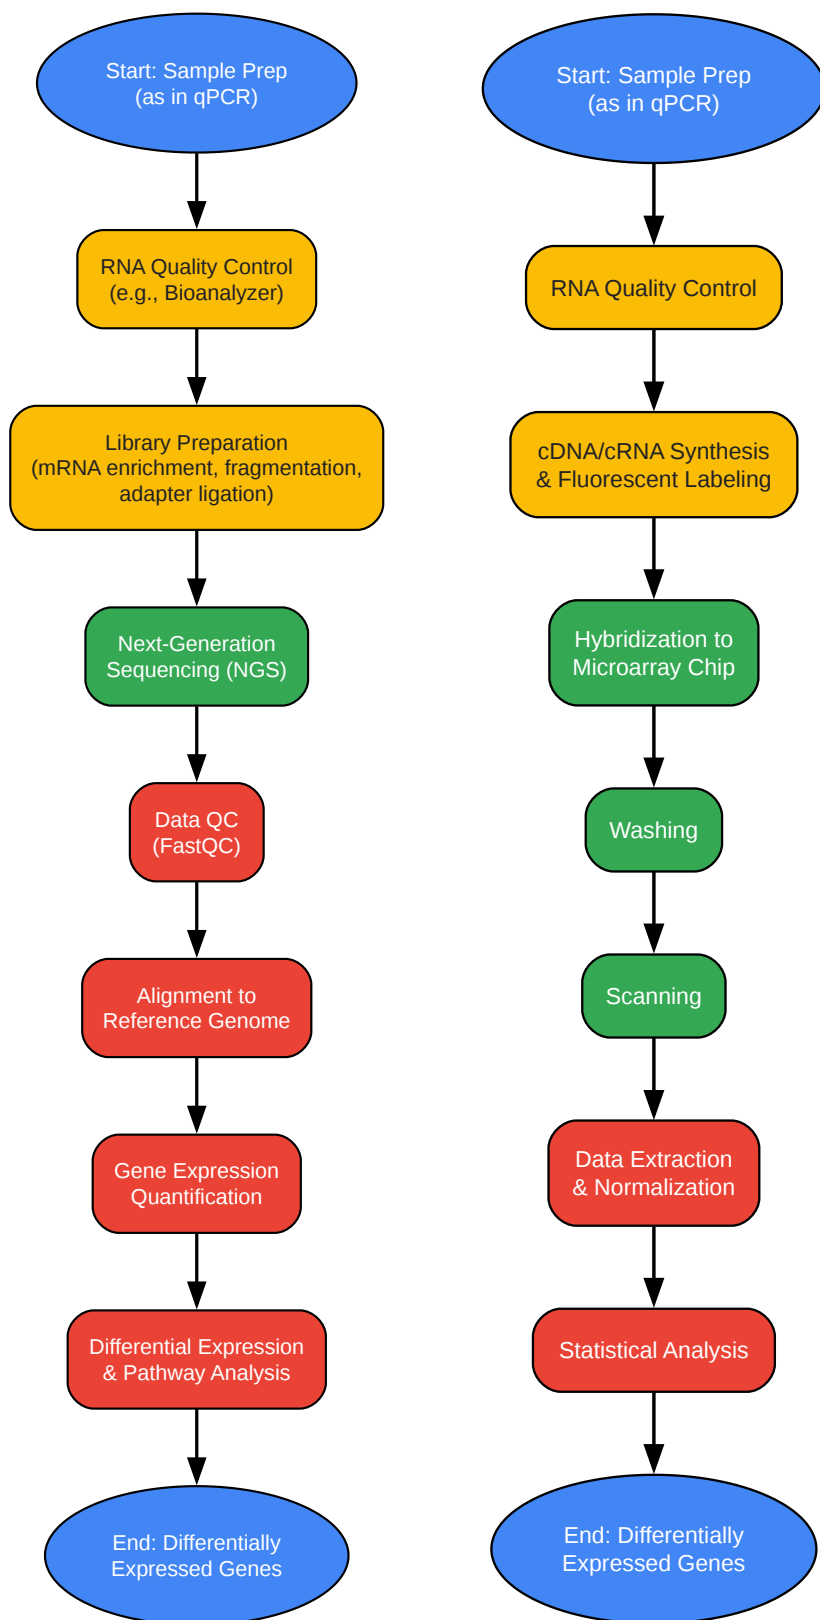 Start: Sample Prep
(as in qPCR)
RNA Quality Control
(e.g., Bioanalyzer)
Library Preparation
(mRNA enrichment, fragmentation,
adapter ligation)
Next-Generation
Sequencing (NGS)
Data QC
(FastQC)
Alignment to
Reference Genome
Gene Expression
Quantification
Differential Expression
& Pathway Analysis
End: Differentially
Expressed Genes
Start: Sample Prep
(as in qPCR)
RNA Quality Control
cDNA/cRNA Synthesis
& Fluorescent Labeling
Hybridization to
Microarray Chip
Washing
Scanning
Data Extraction
& Normalization
Statistical Analysis
End: Differentially
Expressed Genes